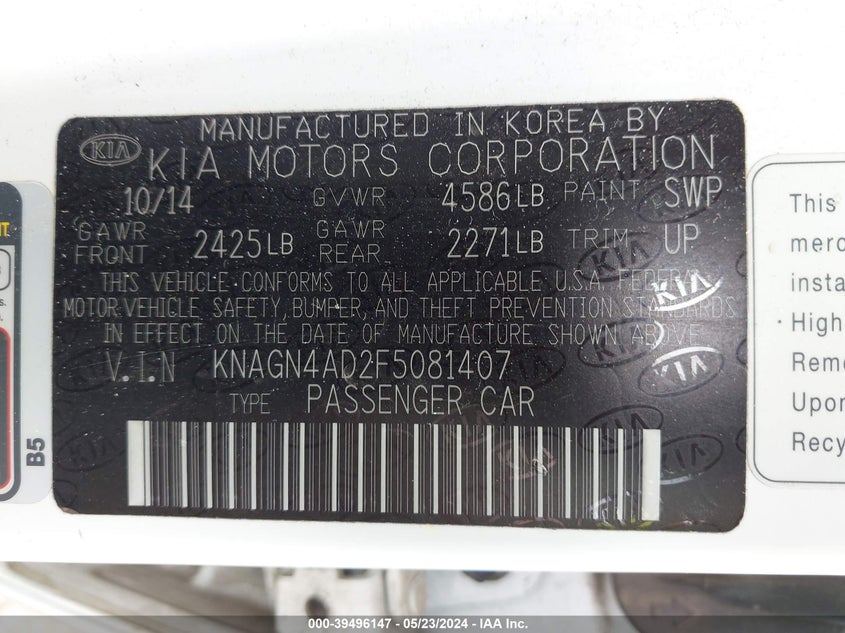 MANUFACTURED IN KOREA BY
KIA KIA MOTORS CORPORATION
10/14 GVWR 4586LB PAINT SWP
GAWR FRONT 2425LB GAWR REAR 2271LB TRIM UP
THIS VEHICLE CONFORMS TO ALL APPLICABLE U.S.A. FEDERAL
MOTOR VEHICLE SAFETY, BUMPER, AND THEFT PREVENTION STANDARDS
IN EFFECT ON THE DATE OF MANUFACTURE SHOWN ABOVE
V.I.N KNAGN4AD2F5081407
TYPE PASSENGER CAR
KIA
B5
This
merc
insta
· High
Remo
Upon
Recy
000-39496147 - 05/23/2024 - IAA Inc.